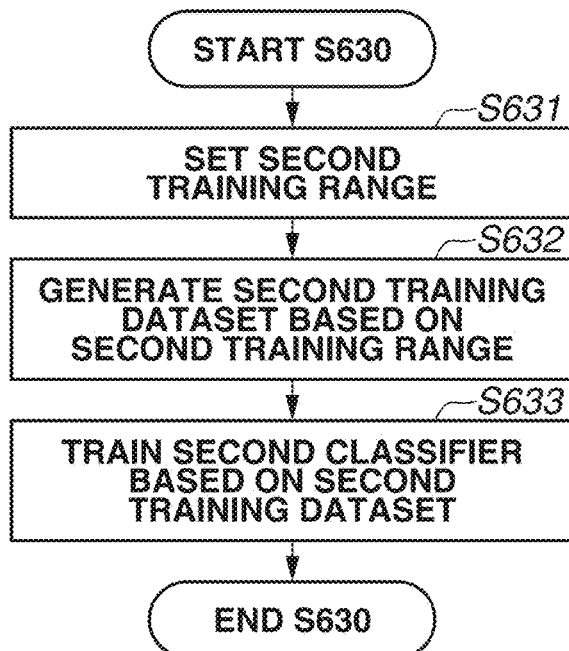 START S630
S631
SET SECOND
TRAINING RANGE
S632
GENERATE SECOND TRAINING
DATASET BASED ON
SECOND TRAINING RANGE
S633
TRAIN SECOND CLASSIFIER
BASED ON SECOND
TRAINING DATASET
END S630